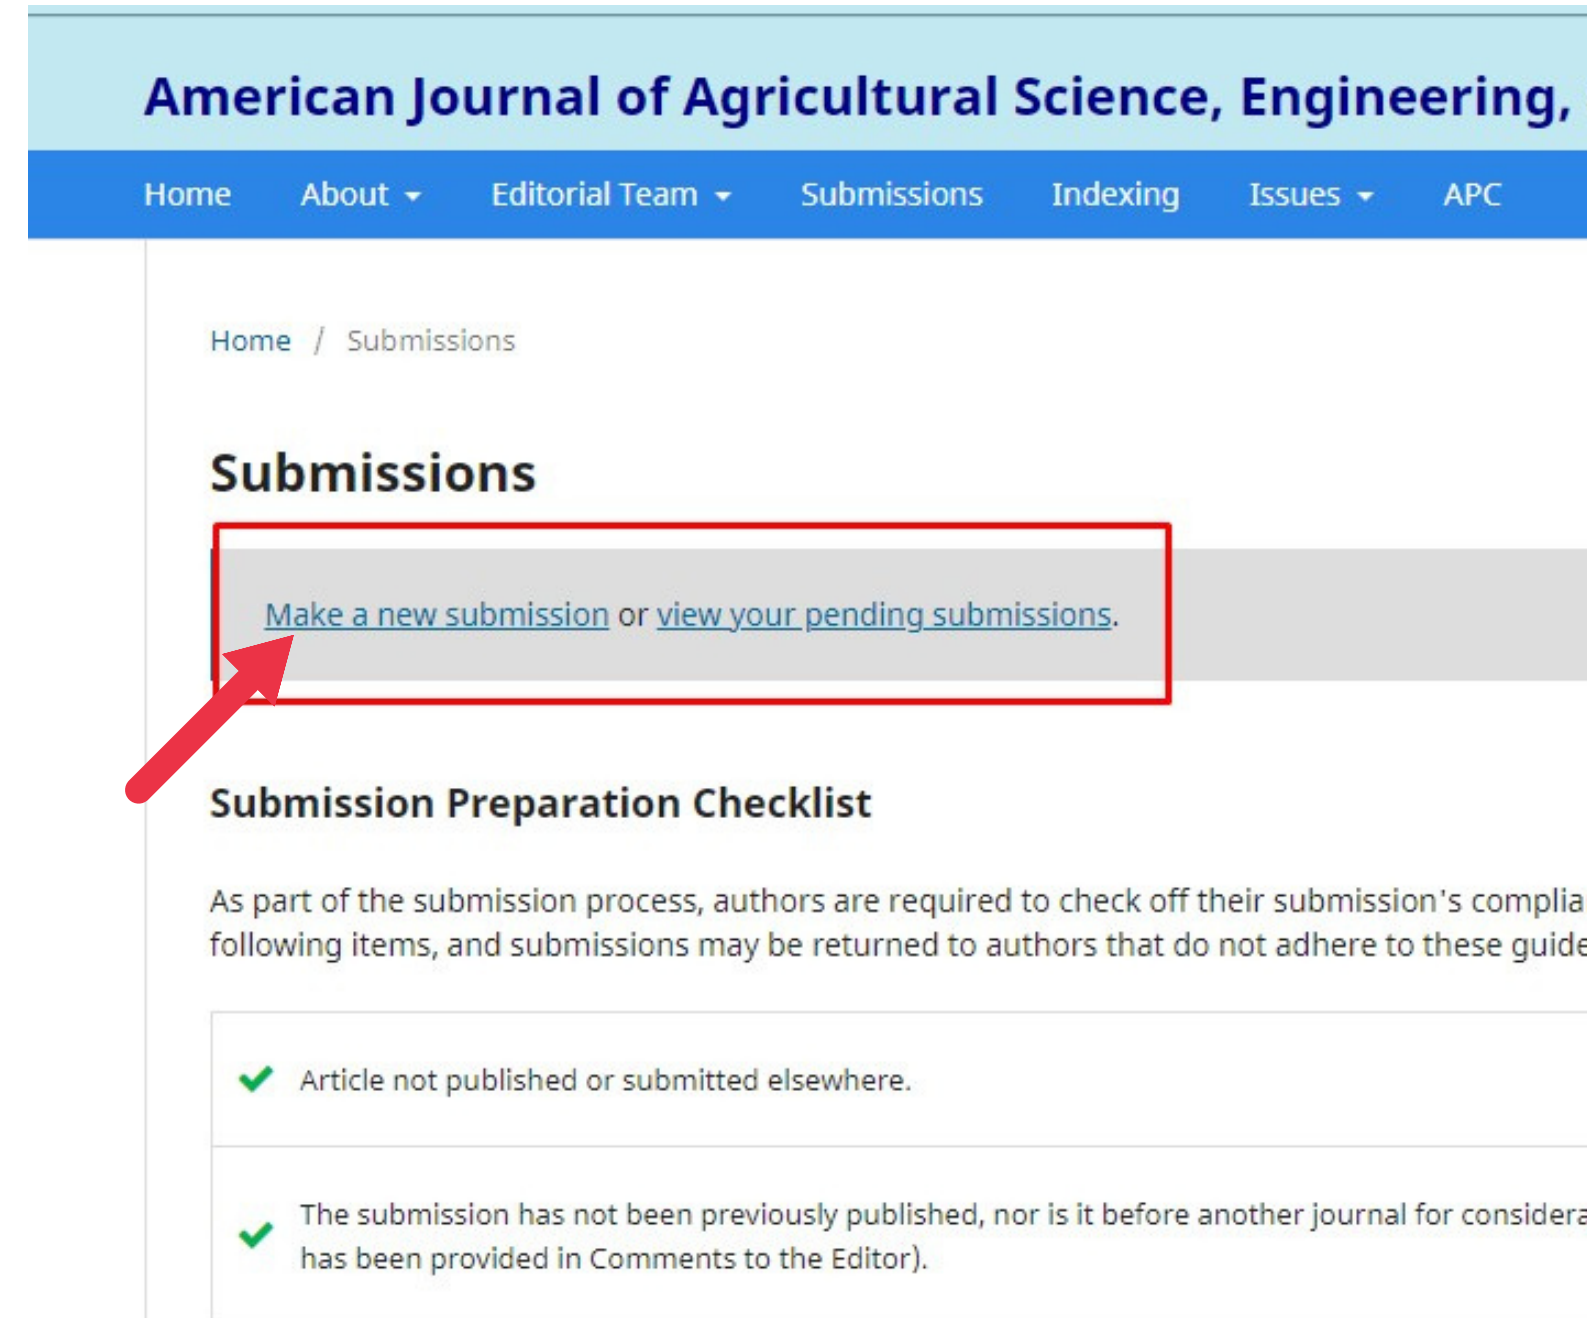 American Journal of Agricultural Science, Engineering,
Home About Editorial Team Submissions Indexing Issues APC
Home / Submissions
Submissions
Make a new submission or view your pending submissions.
Submission Preparation Checklist
As part of the submission process, authors are required to check off their submission's complia
following items, and submissions may be returned to authors that do not adhere to these guide
Article not published or submitted elsewhere.
The submission has not been previously published, nor is it before another journal for considera
has been provided in Comments to the Editor).